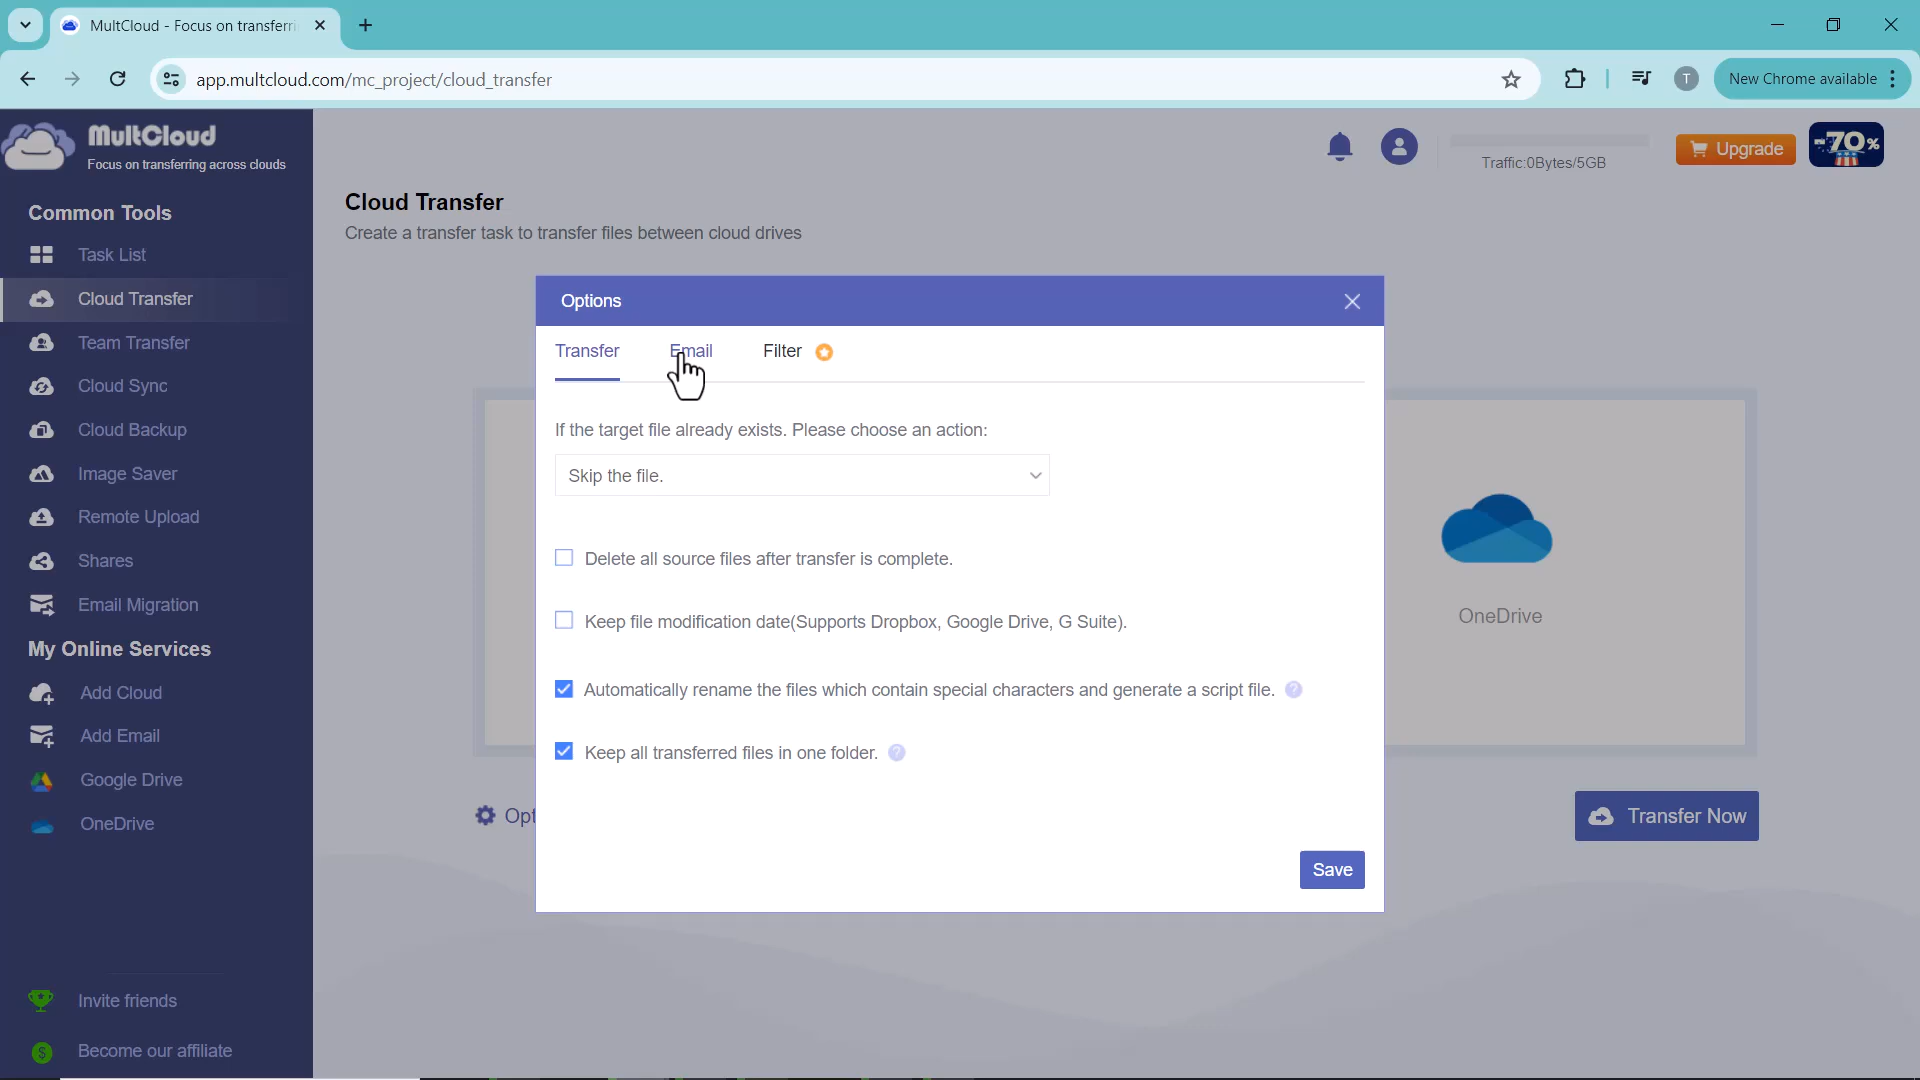 MultCloud - Focus on transferri
app.multcloud.com/mc_project/cloud_transfer
T
New Chrome available
MultCloud
Focus on transferring across clouds
Traffic:0Bytes/5GB
Upgrade
-70%
Common Tools
Task List
Cloud Transfer
Team Transfer
Cloud Sync
Cloud Backup
Image Saver
Remote Upload
Shares
Email Migration
My Online Services
Add Cloud
Add Email
Google Drive
OneDrive
Invite friends
$ Become our affiliate
Cloud Transfer
Create a transfer task to transfer files between cloud drives
Options
Transfer Email Filter
If the target file already exists. Please choose an action:
Skip the file.
Delete all source files after transfer is complete.
Keep file modification date(Supports Dropbox, Google Drive, G Suite).
Automatically rename the files which contain special characters and generate a script file. ?
Keep all transferred files in one folder. ?
Save
OneDrive
Opt
Transfer Now